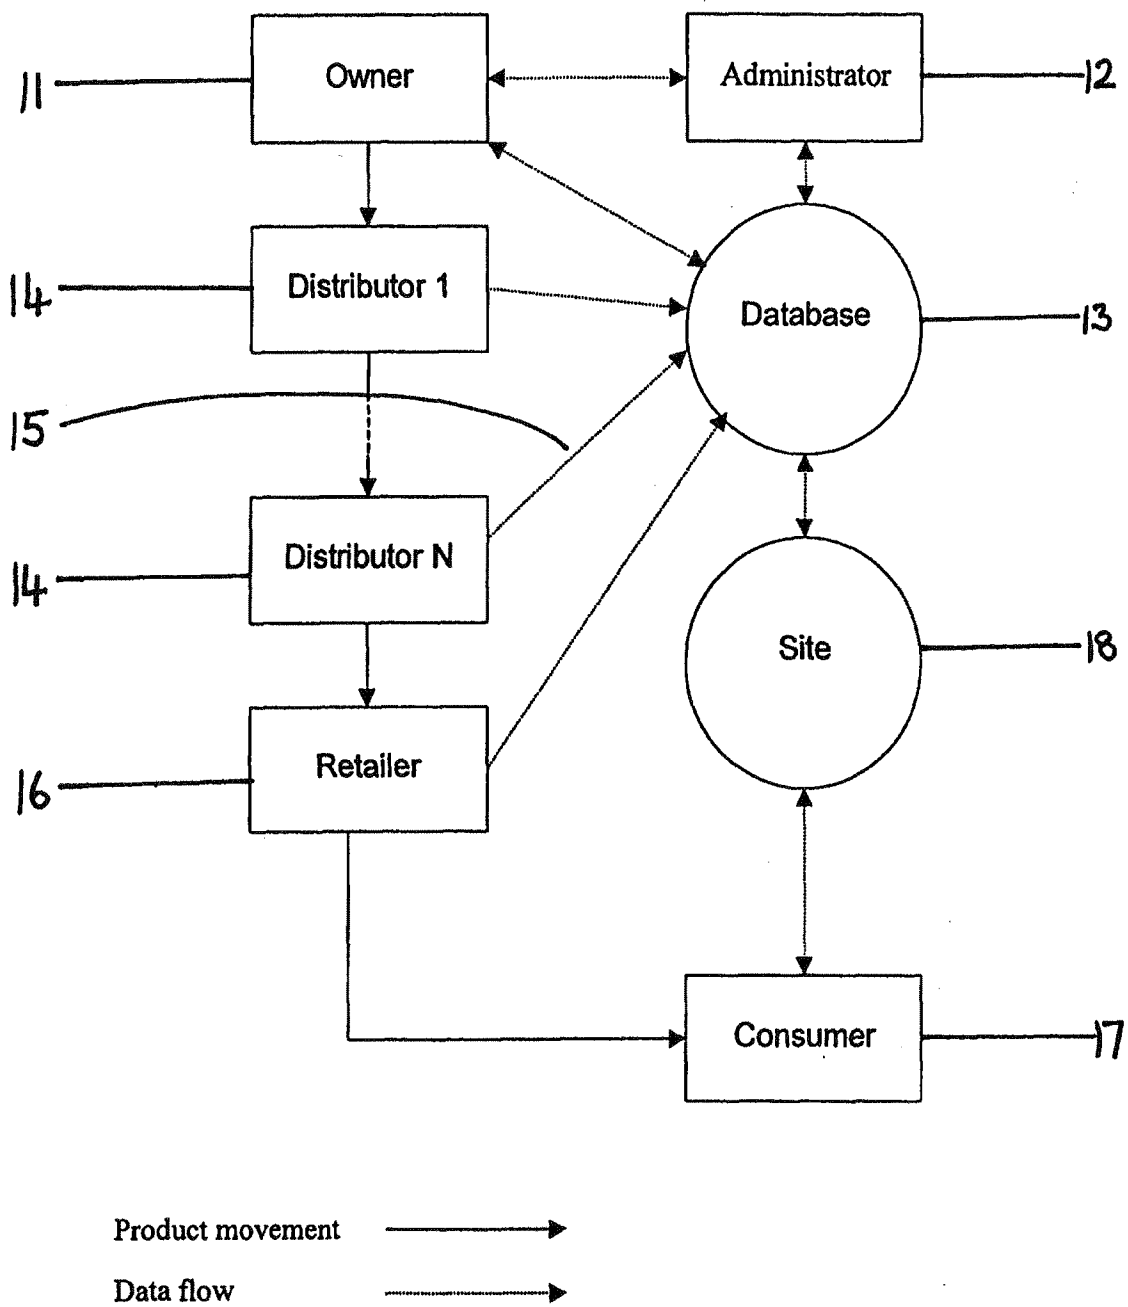 11
Owner
Administrator
12
14
Distributor 1
Database
13
15
14
Distributor N
Site
18
16
Retailer
Consumer
17
Product movement
Data flow